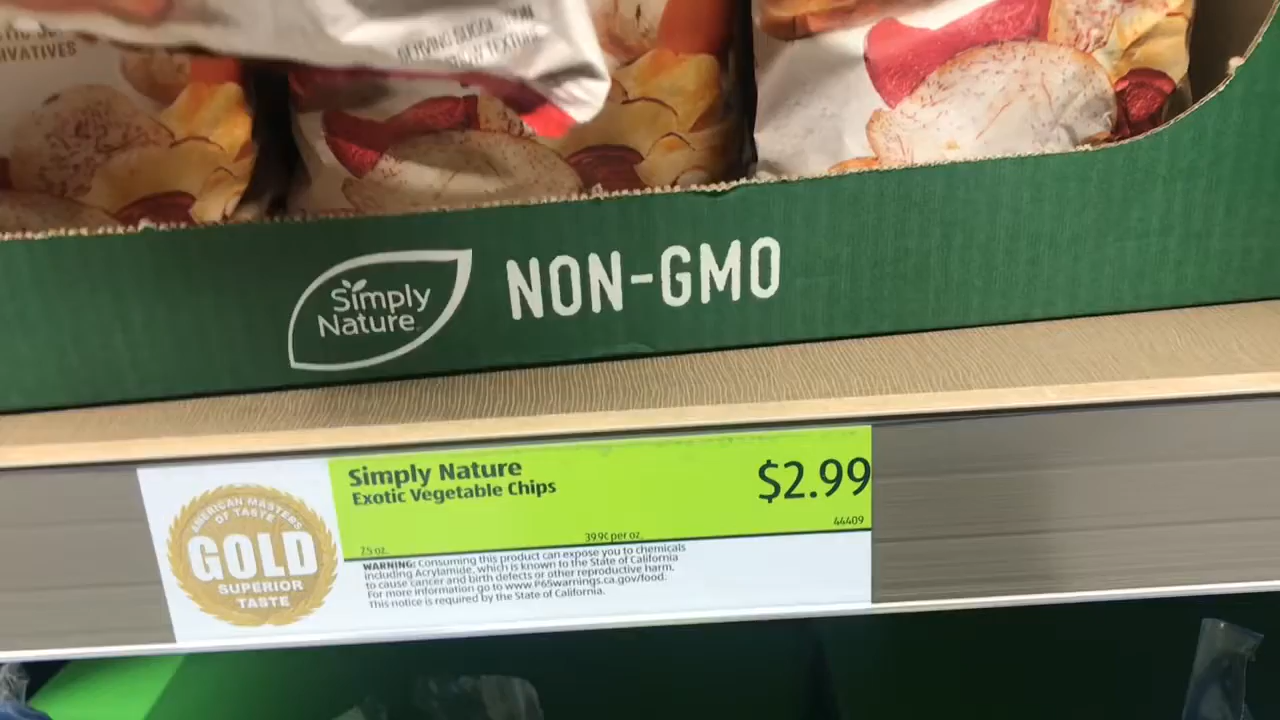 IVATIVES
SERVING SUGGESTION
Simply
Nature
NON-GMO
AMERICAN MASTERS
OF TASTE
GOLD
SUPERIOR
TASTE
Simply Nature
Exotic Vegetable Chips
$2.99
44409
7.5 oz.
39.9¢ per oz.
WARNING: Consuming this product can expose you to chemicals
including Acrylamide, which is known to the State of California
to cause cancer and birth defects or other reproductive harm.
For more information go to www.P65warnings.ca.gov/food.
This notice is required by the State of California.